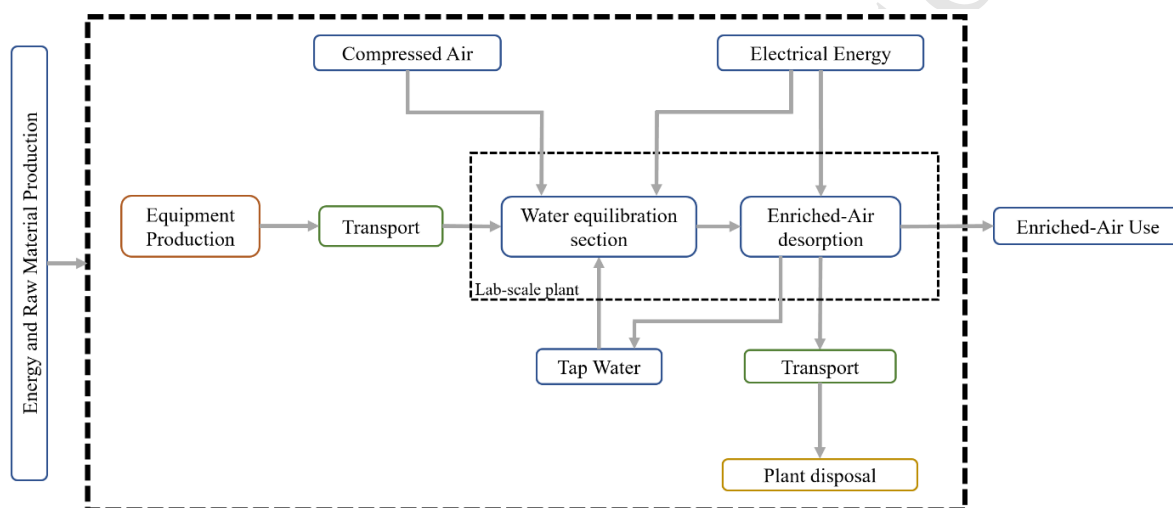 Energy and Raw Material Production
Compressed Air
Electrical Energy
Equipment
Production
Transport
Water equilibration
section
Enriched-Air
desorption
Enriched-Air Use
Lab-scale plant
Tap Water
Transport
Plant disposal